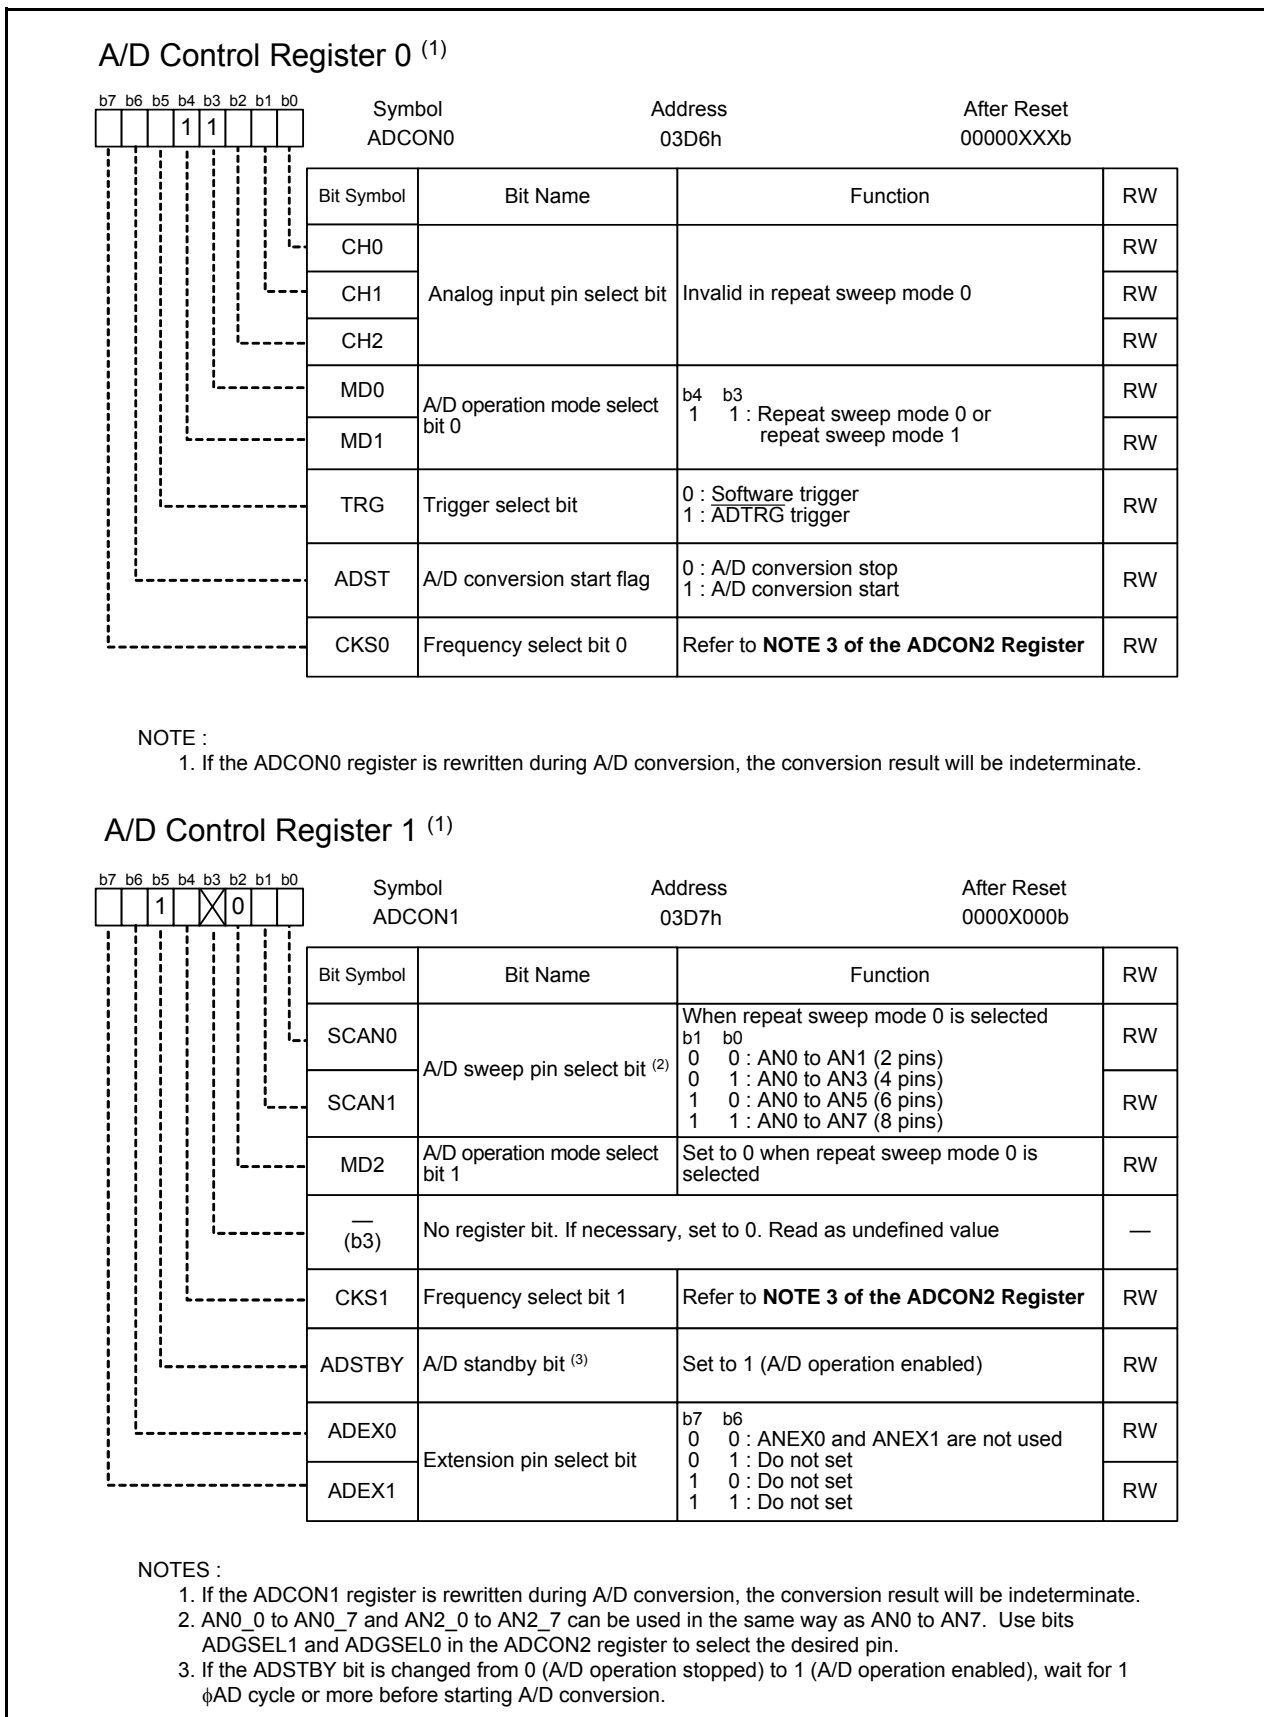 A/D Control Register 0 (1)
b7 b6 b5 b4 b3 b2 b1 b0
1 1
Symbol Address After Reset
ADCON0 03D6h 00000XXXb
Bit Symbol Bit Name Function RW
CH0 RW
CH1 Analog input pin select bit Invalid in repeat sweep mode 0 RW
CH2 RW
MD0 RW
A/D operation mode select
bit 0
b4 b3
1 1 : Repeat sweep mode 0 or
repeat sweep mode 1
MD1 RW
TRG Trigger select bit
0 : Software trigger
1 : ADTRG trigger
RW
ADST A/D conversion start flag
0 : A/D conversion stop
1 : A/D conversion start
RW
CKS0 Frequency select bit 0 Refer to NOTE 3 of the ADCON2 Register RW
NOTE :
1. If the ADCON0 register is rewritten during A/D conversion, the conversion result will be indeterminate.
A/D Control Register 1 (1)
b7 b6 b5 b4 b3 b2 b1 b0
1 0
Symbol Address After Reset
ADCON1 03D7h 0000X000b
Bit Symbol Bit Name Function RW
SCAN0 RW
A/D sweep pin select bit (2)
When repeat sweep mode 0 is selected
b1 b0
0 0 : AN0 to AN1 (2 pins)
0 1 : AN0 to AN3 (4 pins)
1 0 : AN0 to AN5 (6 pins)
1 1 : AN0 to AN7 (8 pins)
SCAN1 RW
MD2
A/D operation mode select
bit 1
Set to 0 when repeat sweep mode 0 is
selected
RW
—
(b3)
No register bit. If necessary, set to 0. Read as undefined value —
CKS1 Frequency select bit 1 Refer to NOTE 3 of the ADCON2 Register RW
ADSTBY A/D standby bit (3) Set to 1 (A/D operation enabled) RW
ADEX0 RW
Extension pin select bit
b7 b6
0 0 : ANEX0 and ANEX1 are not used
0 1 : Do not set
1 0 : Do not set
1 1 : Do not set
ADEX1 RW
NOTES :
1. If the ADCON1 register is rewritten during A/D conversion, the conversion result will be indeterminate.
2. AN0_0 to AN0_7 and AN2_0 to AN2_7 can be used in the same way as AN0 to AN7. Use bits
ADGSEL1 and ADGSEL0 in the ADCON2 register to select the desired pin.
3. If the ADSTBY bit is changed from 0 (A/D operation stopped) to 1 (A/D operation enabled), wait for 1
ϕAD cycle or more before starting A/D conversion.